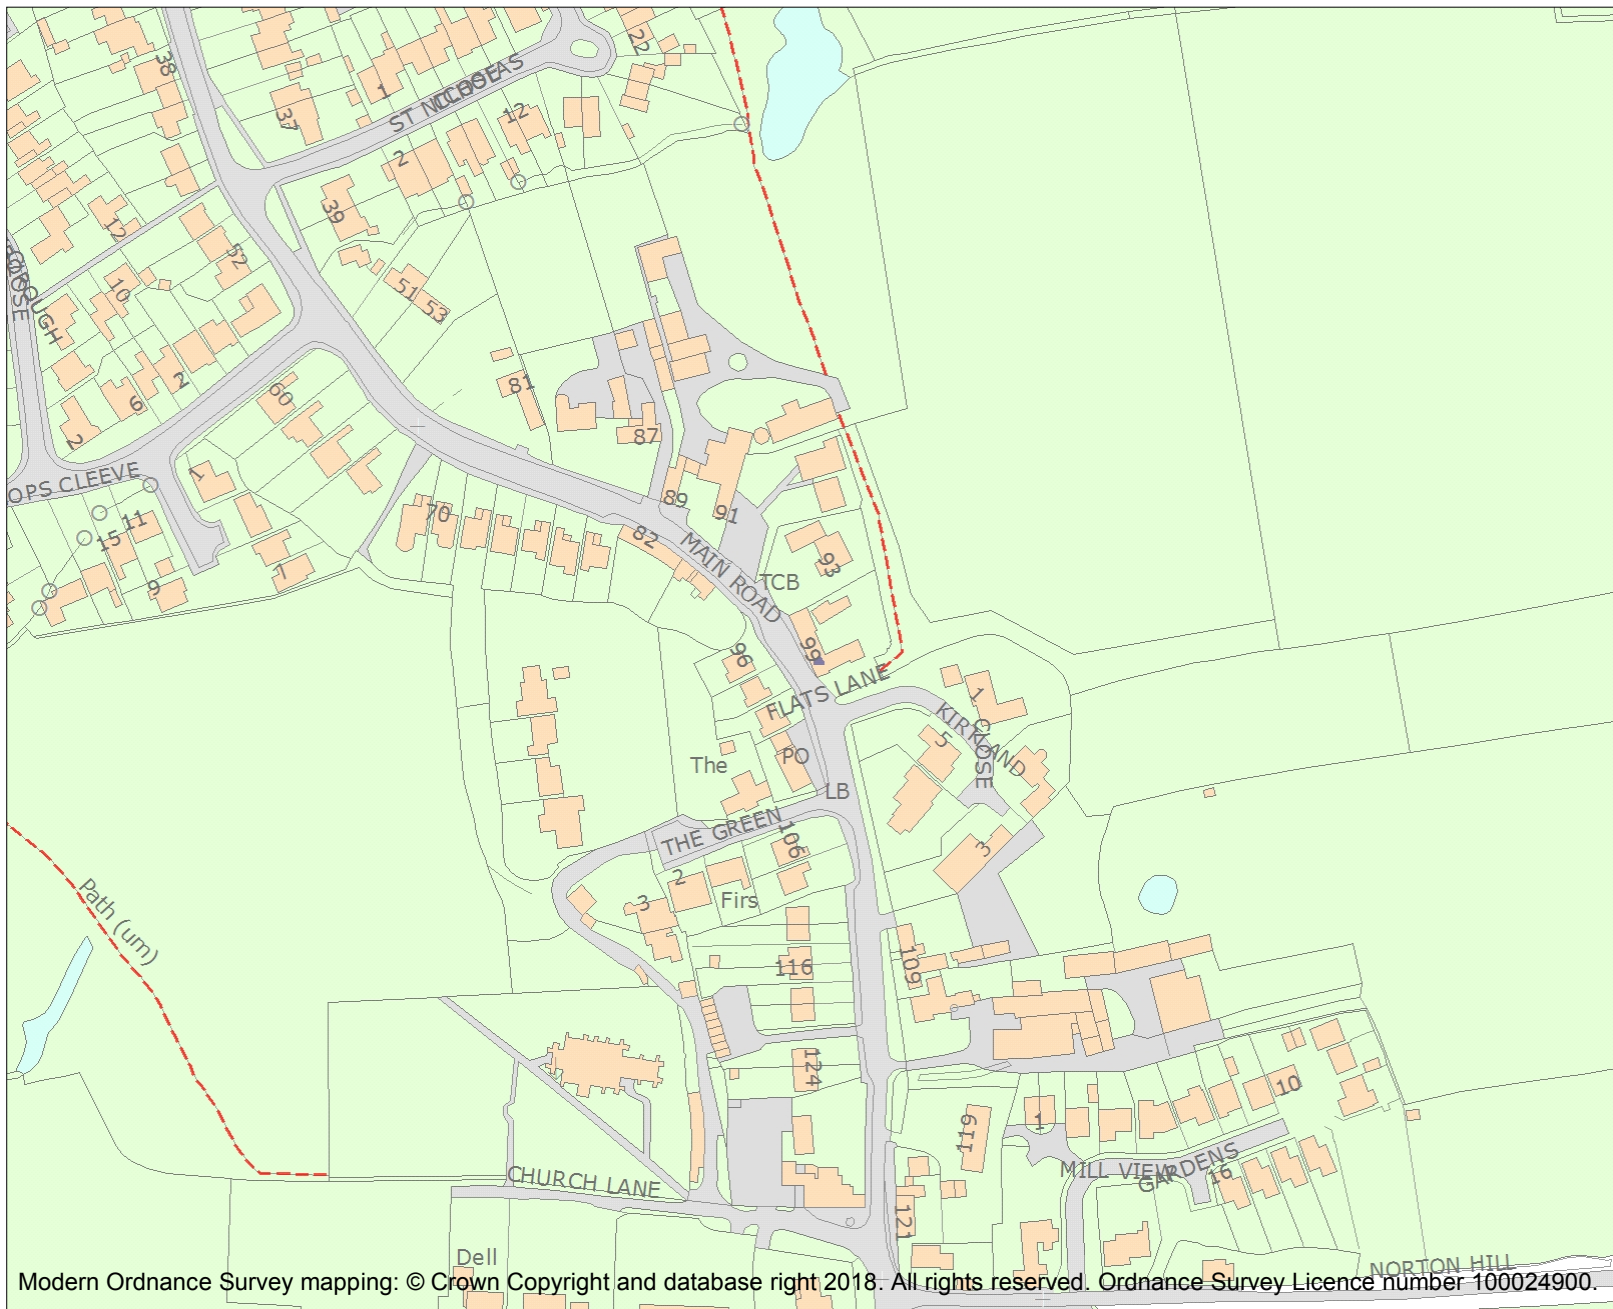 22
38
1
ST NICHOLAS
CLOSE
37
12
2
39
12
52
CLOSE
10
51
53
81
2
6
60
2
87
OPS CLEEVE
1
89
91
70
11
15
82
MAIN ROAD
93
TCB
9
1
99
96
FLATS LANE
1
KIRKLAND
CLOSE
5
The
PO
LB
THE GREEN
106
3
2
Firs
3
Path (um)
116
109
124
10
1
119
MILL VIEW
GARDENS
16
CHURCH LANE
121
Dell
NORTON HILL
Modern Ordnance Survey mapping: © Crown Copyright and database right 2018. All rights reserved. Ordnance Survey Licence number 100024900.